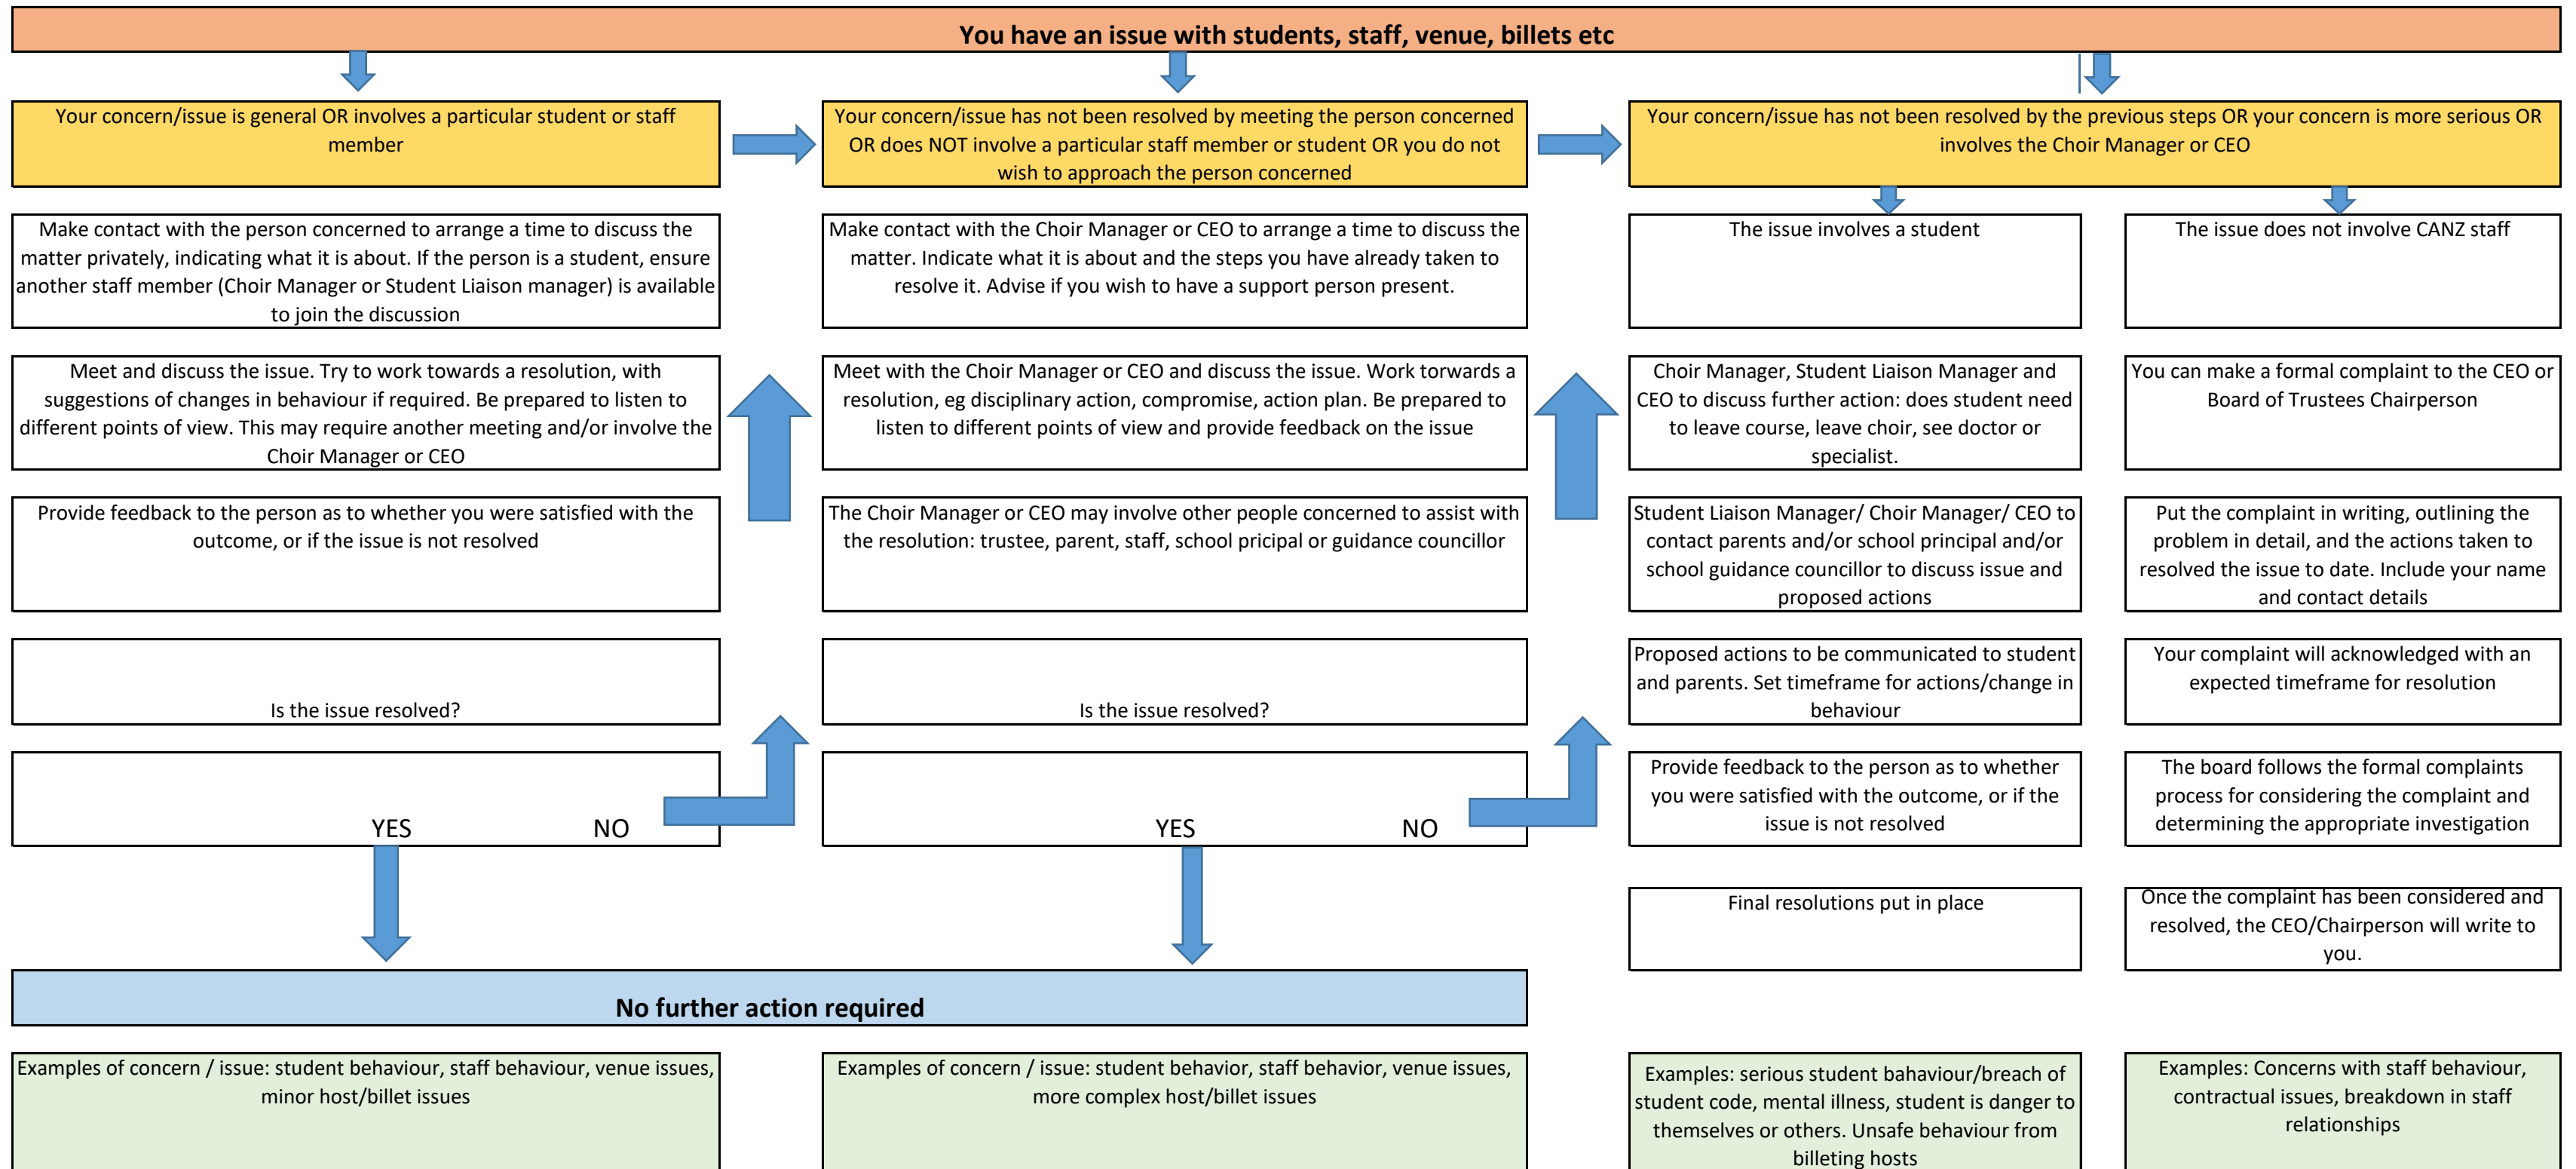 You have an issue with students, staff, venue, billets etc
Your concern/issue is general OR involves a particular student or staff
member
Your concern/issue has not been resolved by meeting the person concerned
OR does NOT involve a particular staff member or student OR you do not
wish to approach the person concerned
Your concern/issue has not been resolved by the previous steps OR your concern is more serious OR
involves the Choir Manager or CEO
Make contact with the person concerned to arrange a time to discuss the
matter privately, indicating what it is about. If the person is a student, ensure
another staff member (Choir Manager or Student Liaison manager) is available
to join the discussion
Make contact with the Choir Manager or CEO to arrange a time to discuss the
matter. Indicate what it is about and the steps you have already taken to
resolve it. Advise if you wish to have a support person present.
The issue involves a student
The issue does not involve CANZ staff
Meet and discuss the issue. Try to work towards a resolution, with
suggestions of changes in behaviour if required. Be prepared to listen to
different points of view. This may require another meeting and/or involve the
Choir Manager or CEO
Meet with the Choir Manager or CEO and discuss the issue. Work torwards a
resolution, eg disciplinary action, compromise, action plan. Be prepared to
listen to different points of view and provide feedback on the issue
Choir Manager, Student Liaison Manager and
CEO to discuss further action: does student need
to leave course, leave choir, see doctor or
specialist.
You can make a formal complaint to the CEO or
Board of Trustees Chairperson
Provide feedback to the person as to whether you were satisfied with the
outcome, or if the issue is not resolved
The Choir Manager or CEO may involve other people concerned to assist with
the resolution: trustee, parent, staff, school pricipal or guidance councillor
Student Liaison Manager/ Choir Manager/ CEO to
contact parents and/or school principal and/or
school guidance councillor to discuss issue and
proposed actions
Put the complaint in writing, outlining the
problem in detail, and the actions taken to
resolved the issue to date. Include your name
and contact details
Is the issue resolved?
Is the issue resolved?
Proposed actions to be communicated to student
and parents. Set timeframe for actions/change in
behaviour
Your complaint will acknowledged with an
expected timeframe for resolution
YES NO
YES NO
Provide feedback to the person as to whether
you were satisfied with the outcome, or if the
issue is not resolved
The board follows the formal complaints
process for considering the complaint and
determining the appropriate investigation
Final resolutions put in place
Once the complaint has been considered and
resolved, the CEO/Chairperson will write to
you.
No further action required
Examples of concern / issue: student behaviour, staff behaviour, venue issues,
minor host/billet issues
Examples of concern / issue: student behavior, staff behavior, venue issues,
more complex host/billet issues
Examples: serious student bahaviour/breach of
student code, mental illness, student is danger to
themselves or others. Unsafe behaviour from
billeting hosts
Examples: Concerns with staff behaviour,
contractual issues, breakdown in staff
relationships